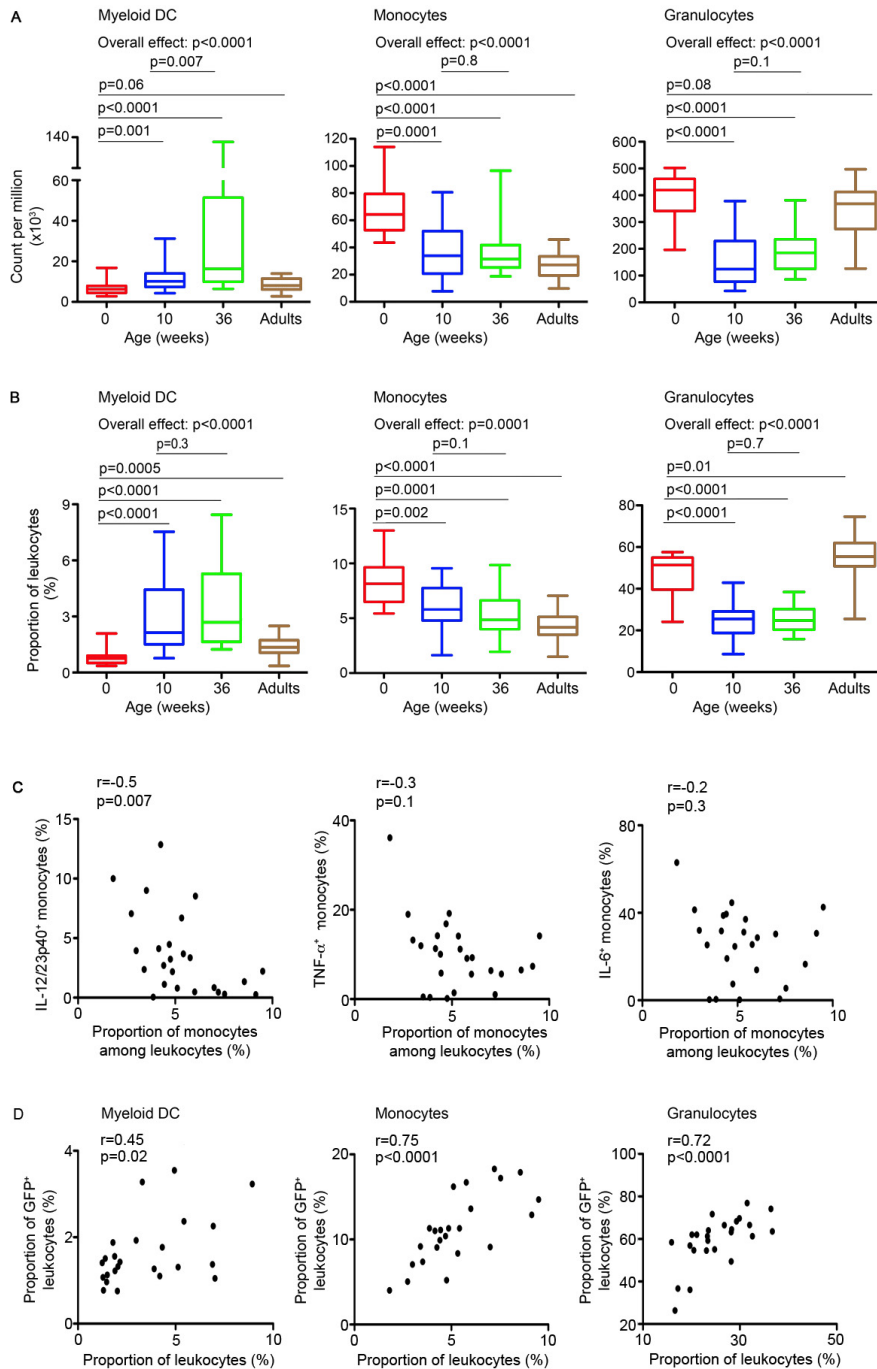 A
Myeloid DC
Monocytes
Granulocytes
Overall effect: p<0.0001
Overall effect: p<0.0001
Overall effect: p<0.0001
p=0.007
p=0.8
p=0.1
p=0.06
p<0.0001
p=0.08
p<0.0001
p<0.0001
p<0.0001
p=0.001
p=0.0001
p<0.0001
Count per million
(x10³)
140
60
40
20
0
120
100
80
60
40
20
0
600
500
400
300
200
100
0
0 10 36 Adults
0 10 36 Adults
0 10 36 Adults
Age (weeks)
Age (weeks)
Age (weeks)
B
Myeloid DC
Monocytes
Granulocytes
Overall effect: p<0.0001
Overall effect: p=0.0001
Overall effect: p<0.0001
p=0.3
p=0.1
p=0.7
p=0.0005
p<0.0001
p=0.01
p<0.0001
p=0.0001
p<0.0001
p<0.0001
p=0.002
p<0.0001
Proportion of leukocytes
(%)
9
6
3
0
15
10
5
0
80
60
40
20
0
0 10 36 Adults
0 10 36 Adults
0 10 36 Adults
Age (weeks)
Age (weeks)
Age (weeks)
C
r=-0.5
p=0.007
IL-12/23p40⁺ monocytes (%)
15
10
5
0
0 5 10
Proportion of monocytes
among leukocytes (%)
r=-0.3
p=0.1
TNF-α⁺ monocytes (%)
40
20
0
0 5 10
Proportion of monocytes
among leukocytes (%)
r=-0.2
p=0.3
IL-6⁺ monocytes (%)
80
40
0
0 5 10
Proportion of monocytes
among leukocytes (%)
D
Myeloid DC
r=0.45
p=0.02
Proportion of GFP⁺
leukocytes (%)
4
2
0
0 5 10
Proportion of leukocytes (%)
Monocytes
r=0.75
p<0.0001
Proportion of GFP⁺
leukocytes (%)
20
10
0
0 5 10
Proportion of leukocytes (%)
Granulocytes
r=0.72
p<0.0001
Proportion of GFP⁺
leukocytes (%)
100
80
60
40
20
10 30 50
Proportion of leukocytes (%)